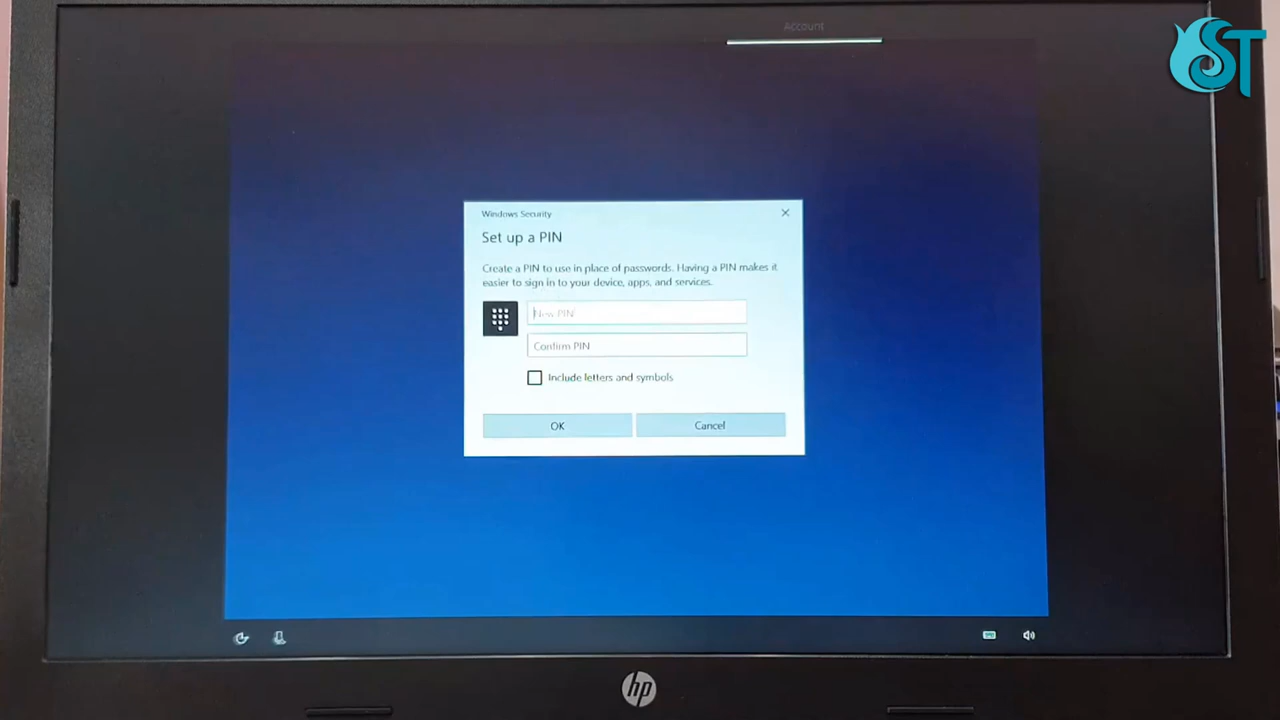 Account
ST
Windows Security
Set up a PIN
Create a PIN to use in place of passwords. Having a PIN makes it
easier to sign in to your device, apps, and services.
New PIN
Confirm PIN
Include letters and symbols
OK
Cancel
hp